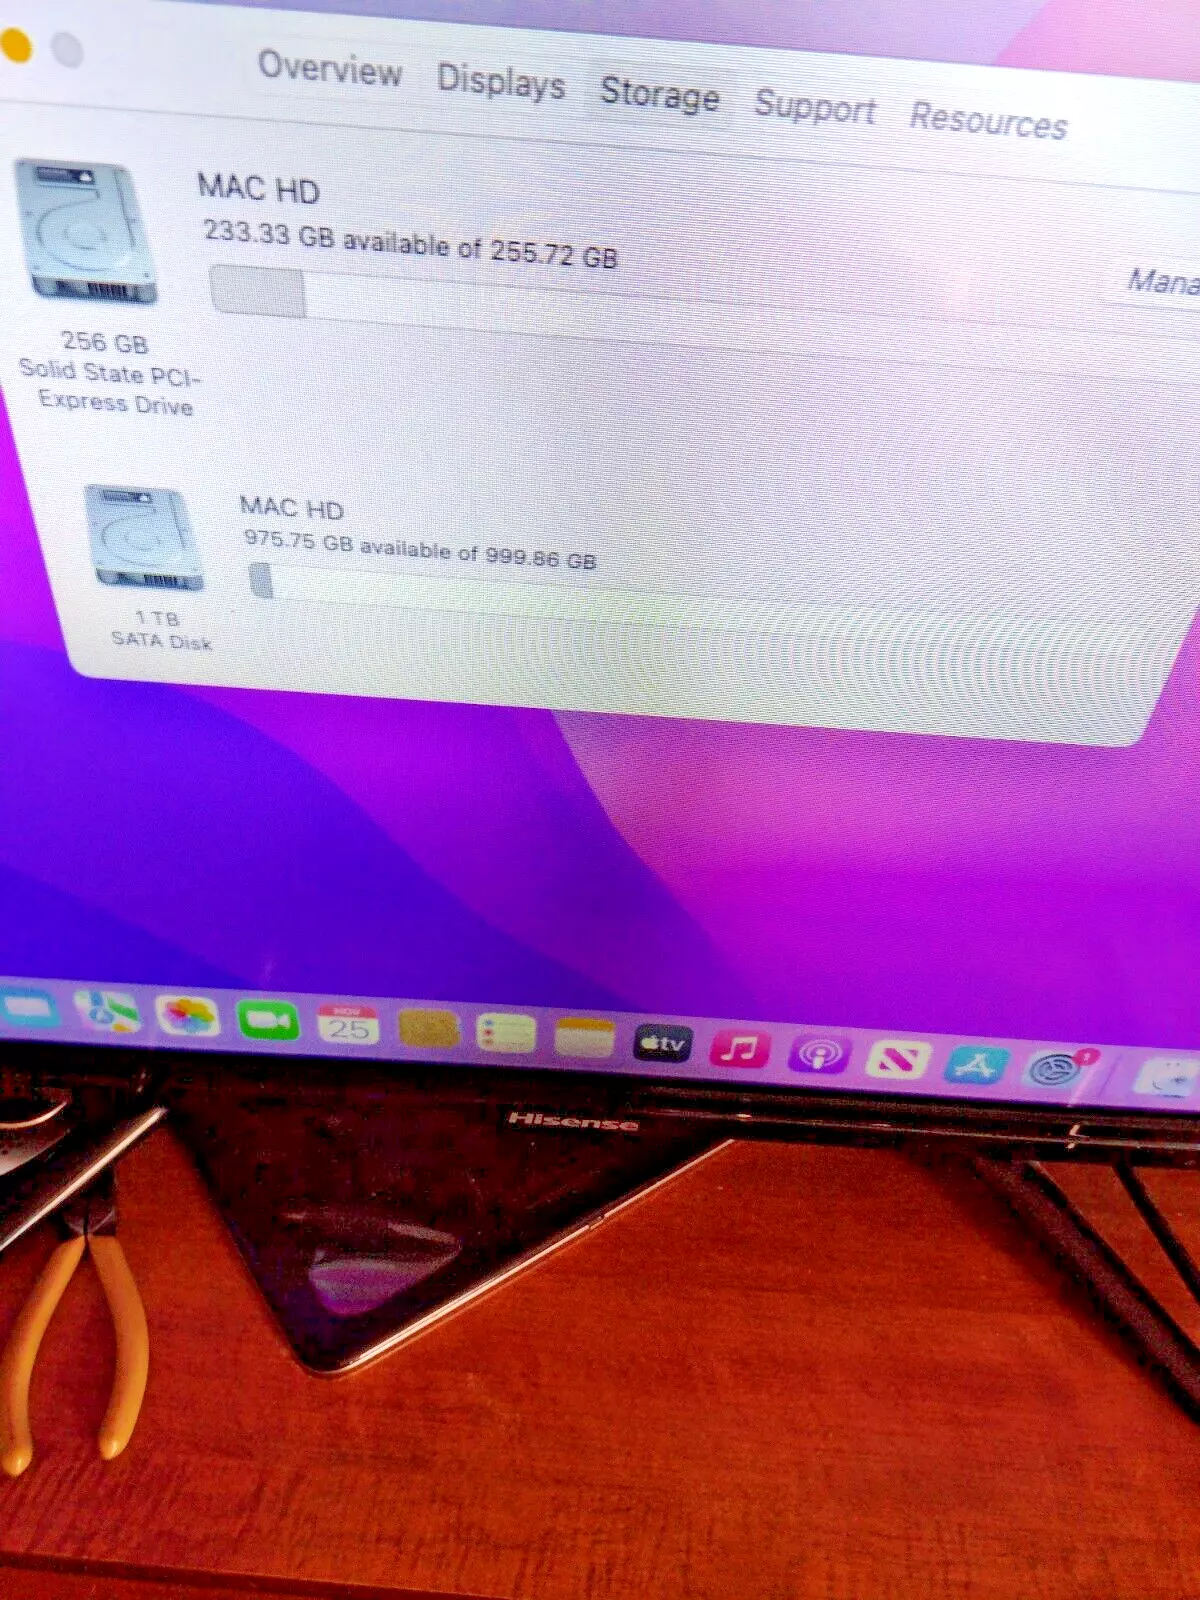 Overview Displays Storage Support Resources
MAC HD
233.33 GB available of 255.72 GB
256 GB
Solid State PCI-
Express Drive
MAC HD
975.75 GB available of 999.86 GB
1 TB
SATA Disk
NOV
25
tv
1
Hisense